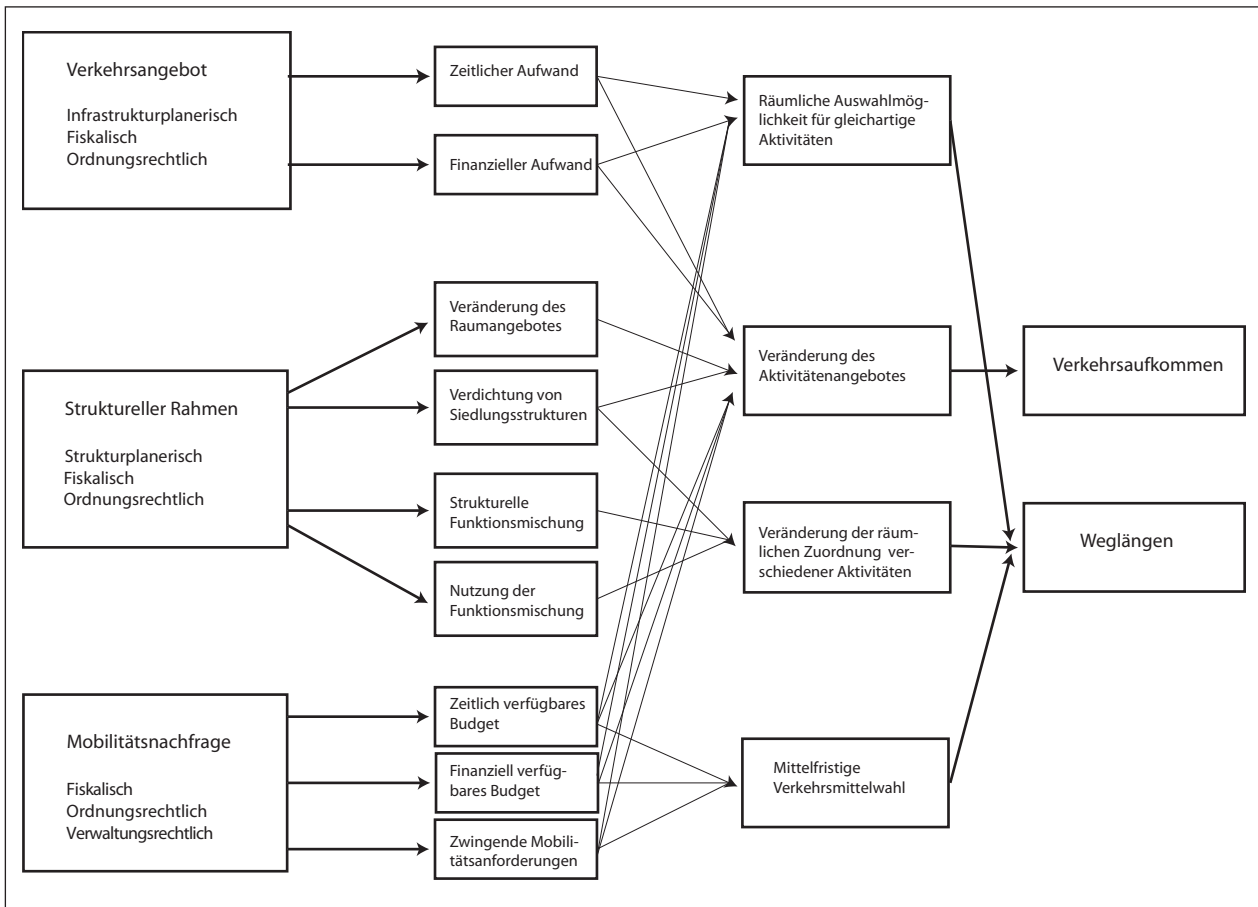 Verkehrsangebot
Infrastrukturplanerisch
Fiskalisch
Ordnungsrechtlich
Struktureller Rahmen
Strukturplanerisch
Fiskalisch
Ordnungsrechtlich
Mobilitätsnachfrage
Fiskalisch
Ordnungsrechtlich
Verwaltungsrechtlich
Zeitlicher Aufwand
Finanzieller Aufwand
Veränderung des
Raumangebotes
Verdichtung von
Siedlungsstrukturen
Strukturelle
Funktionsmischung
Nutzung der
Funktionsmischung
Zeitlich verfügbares
Budget
Finanziell verfüg-
bares Budget
Zwingende Mobili-
tätsanforderungen
Räumliche Auswahlmög-
lichkeit für gleichartige
Aktivitäten
Veränderung des
Aktivitätenangebotes
Veränderung der räum-
lichen Zuordnung ver-
schiedener Aktivitäten
Mittelfristige
Verkehrsmittelwahl
Verkehrsaufkommen
Weglängen